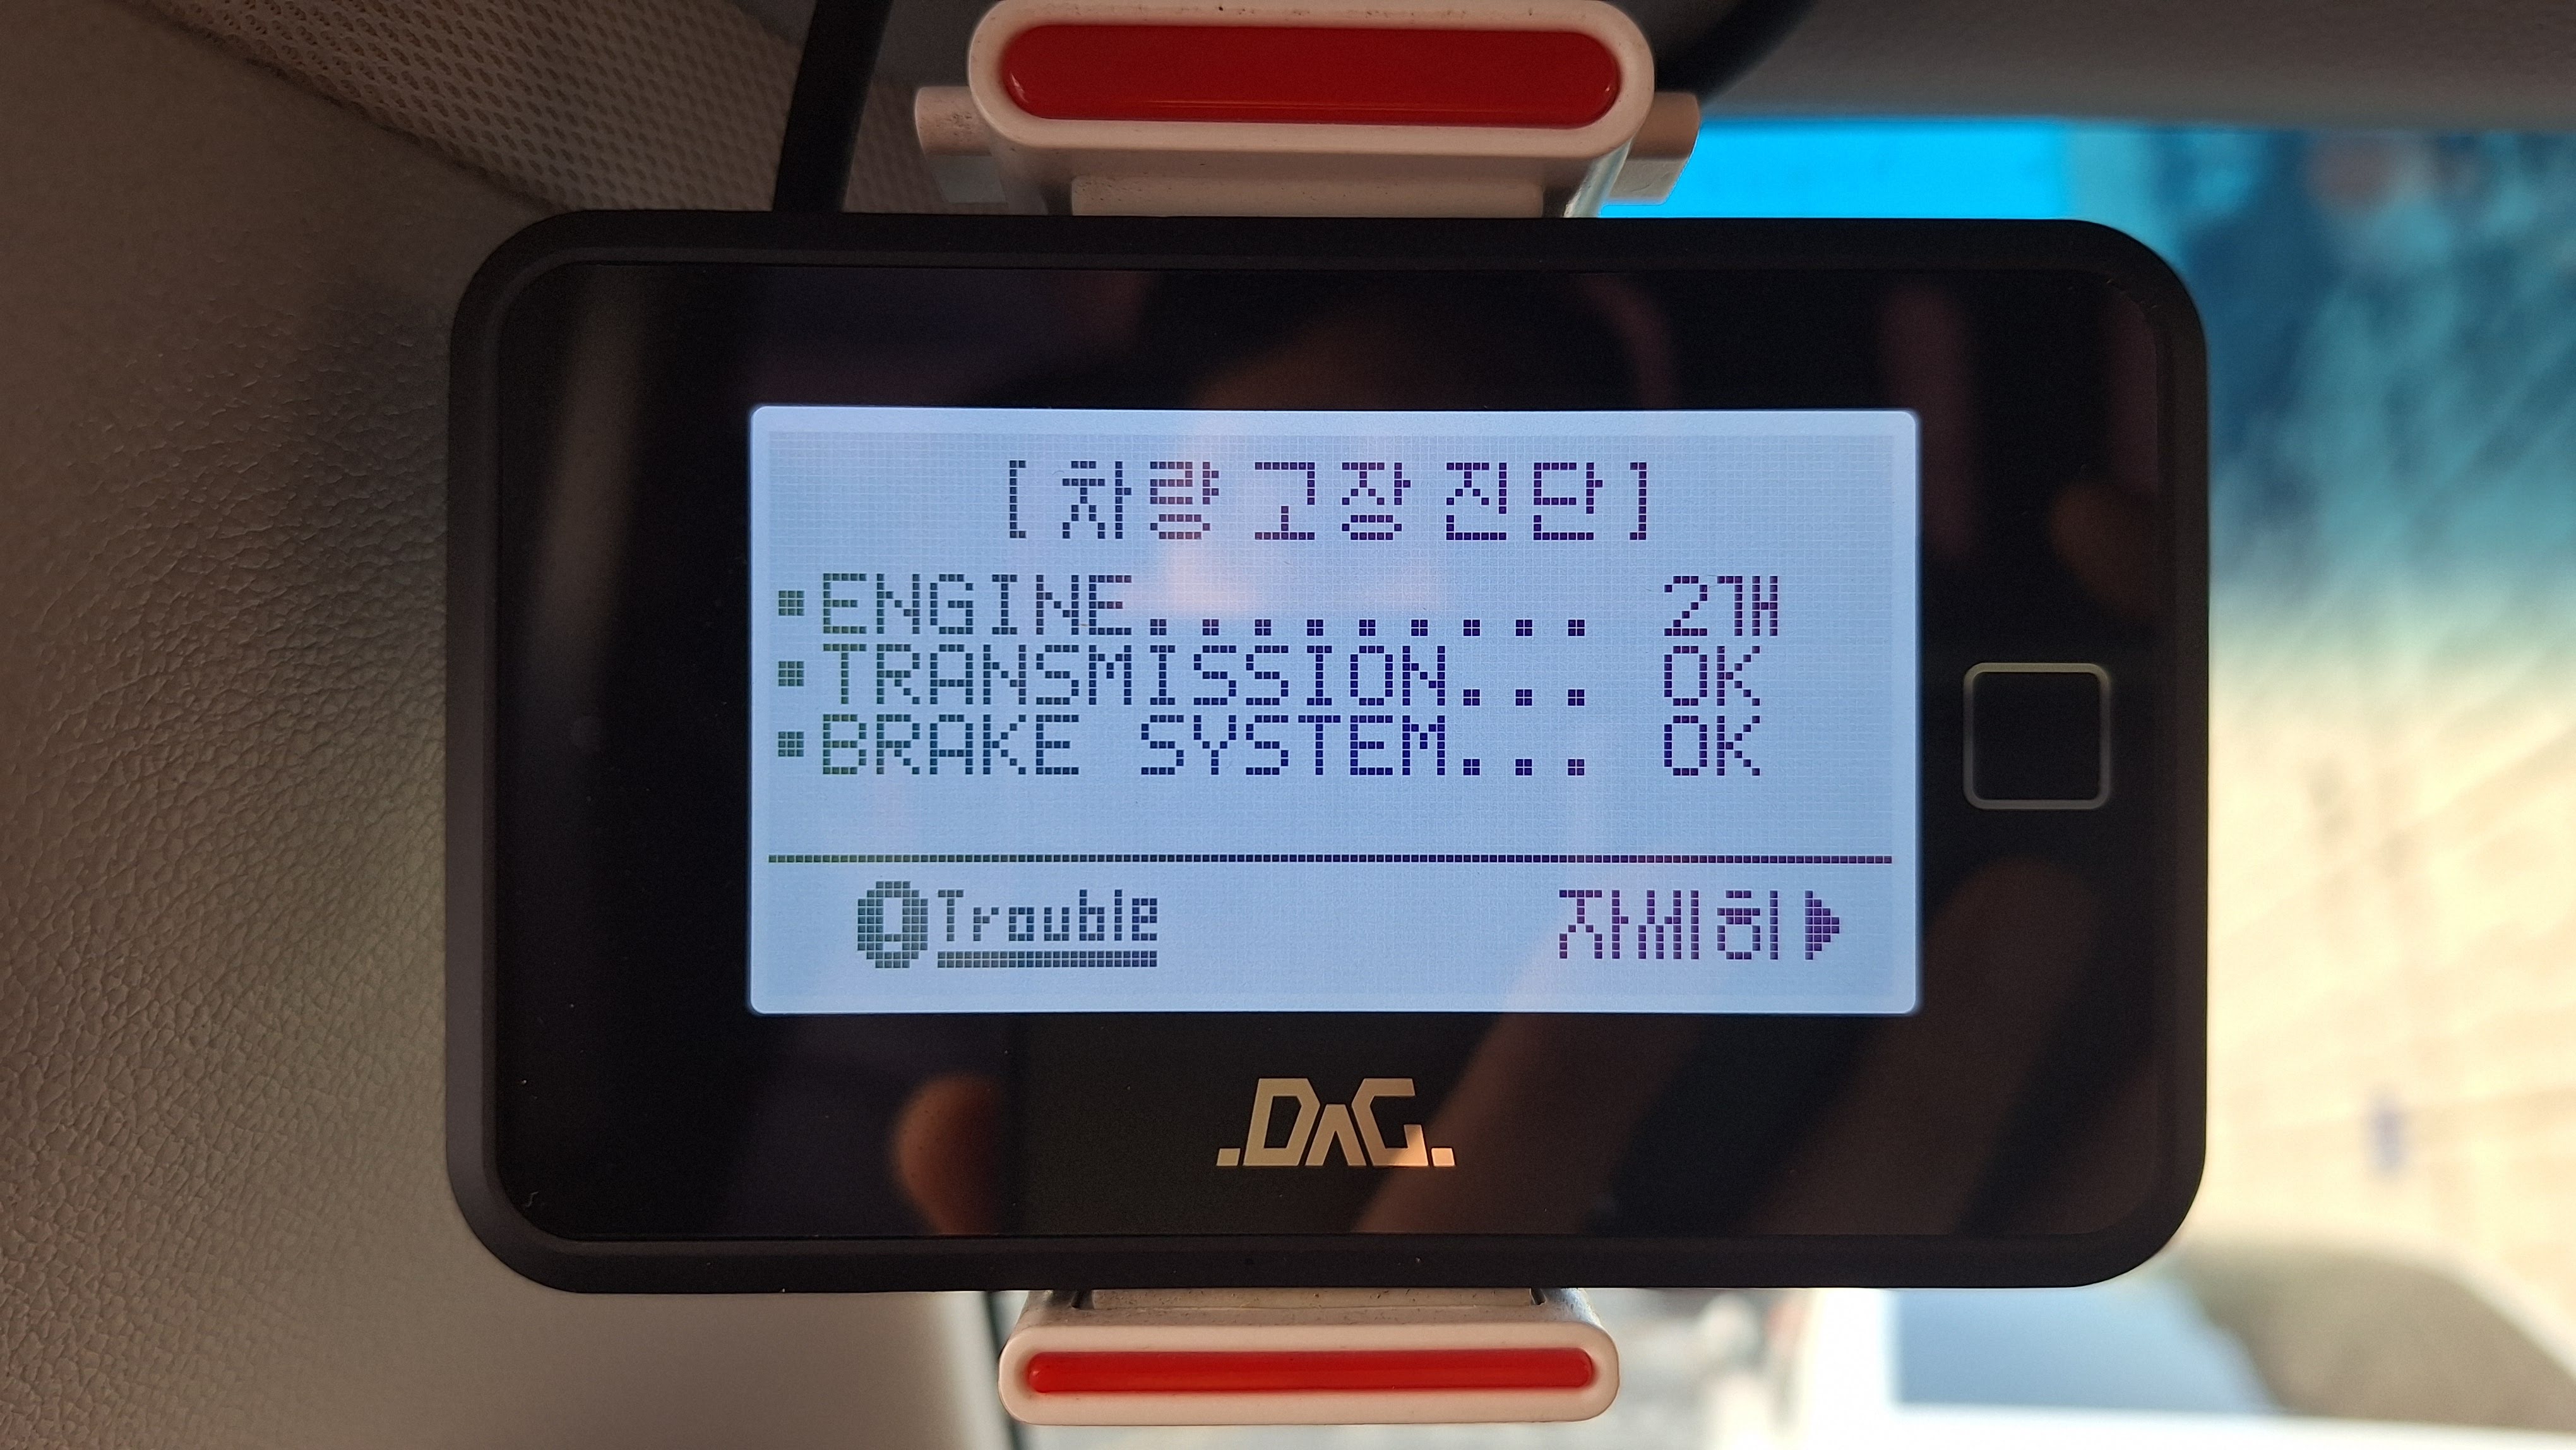 [차량고장진단]
▪ENGINE......... 2개
▪TRANSMISSION... OK
▪BRAKE SYSTEM... OK
!Trouble 자세히▶
.DAG.